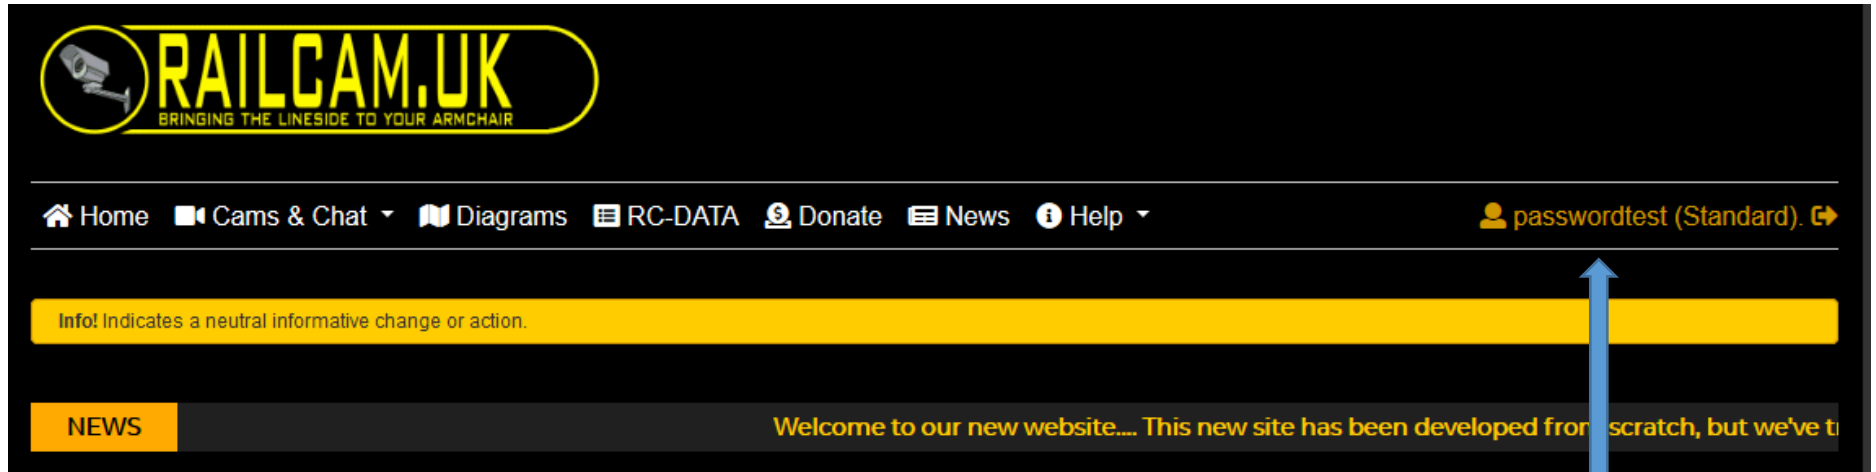 RAILCAM.UK
BRINGING THE LINESIDE TO YOUR ARMCHAIR
Home Cams & Chat Diagrams RC-DATA Donate News Help passwordtest (Standard).
Info! Indicates a neutral informative change or action.
NEWS Welcome to our new website.... This new site has been developed from scratch, but we've